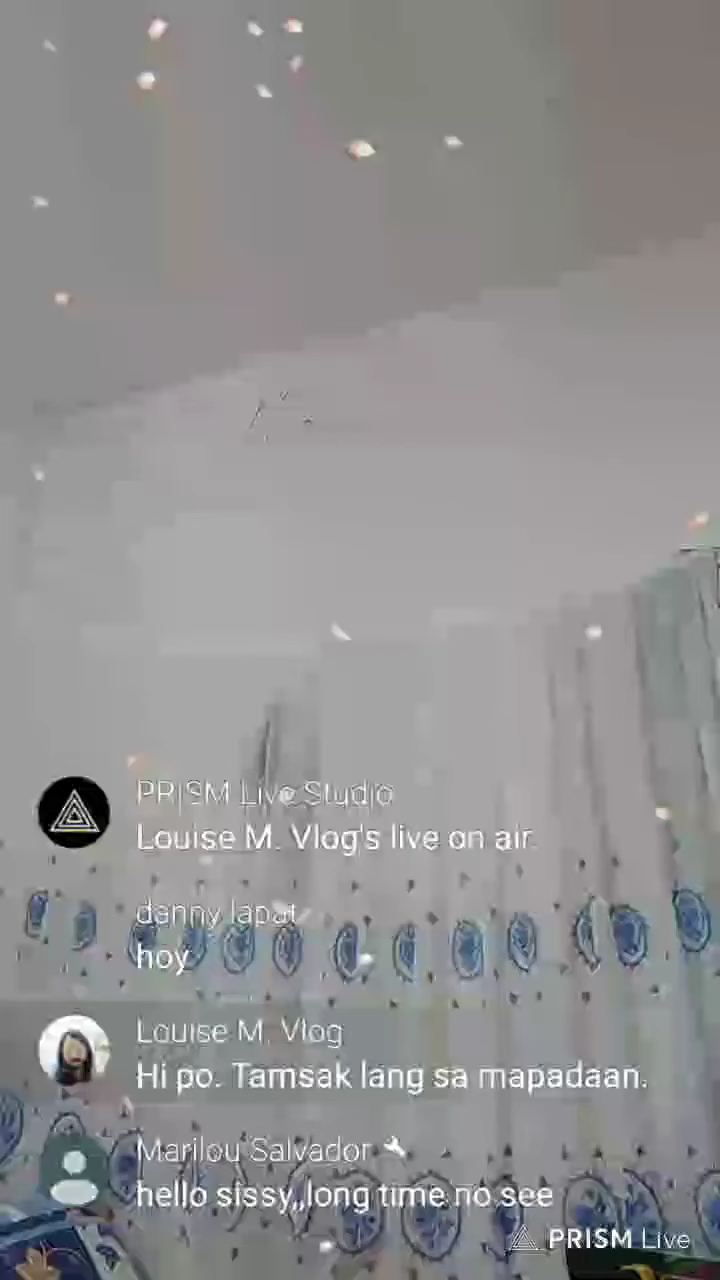 PRISM Live Studio
Louise M. Vlog's live on air.
danny lapat
hoy
Louise M. Vlog
Hi po. Tamsak lang sa mapadaan.
Marilou Salvador
hello sissy,,long time no see
PRISM Live